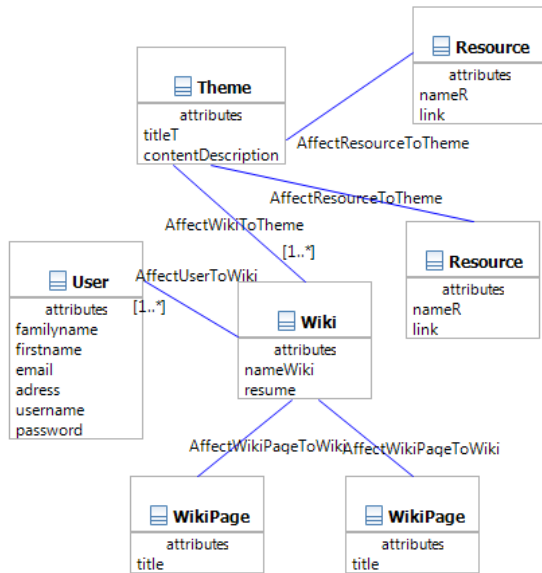 Resource
attributes
nameR
link
Theme
attributes
titleT
contentDescription
AffectResourceToTheme
AffectResourceToTheme
AffectWikiToTheme
[1..*]
Resource
attributes
nameR
link
User
attributes
familyname
firstname
email
adress
username
password
AffectUserToWiki
[1..*]
Wiki
attributes
nameWiki
resume
AffectWikiPageToWiki
AffectWikiPageToWiki
WikiPage
attributes
title
WikiPage
attributes
title